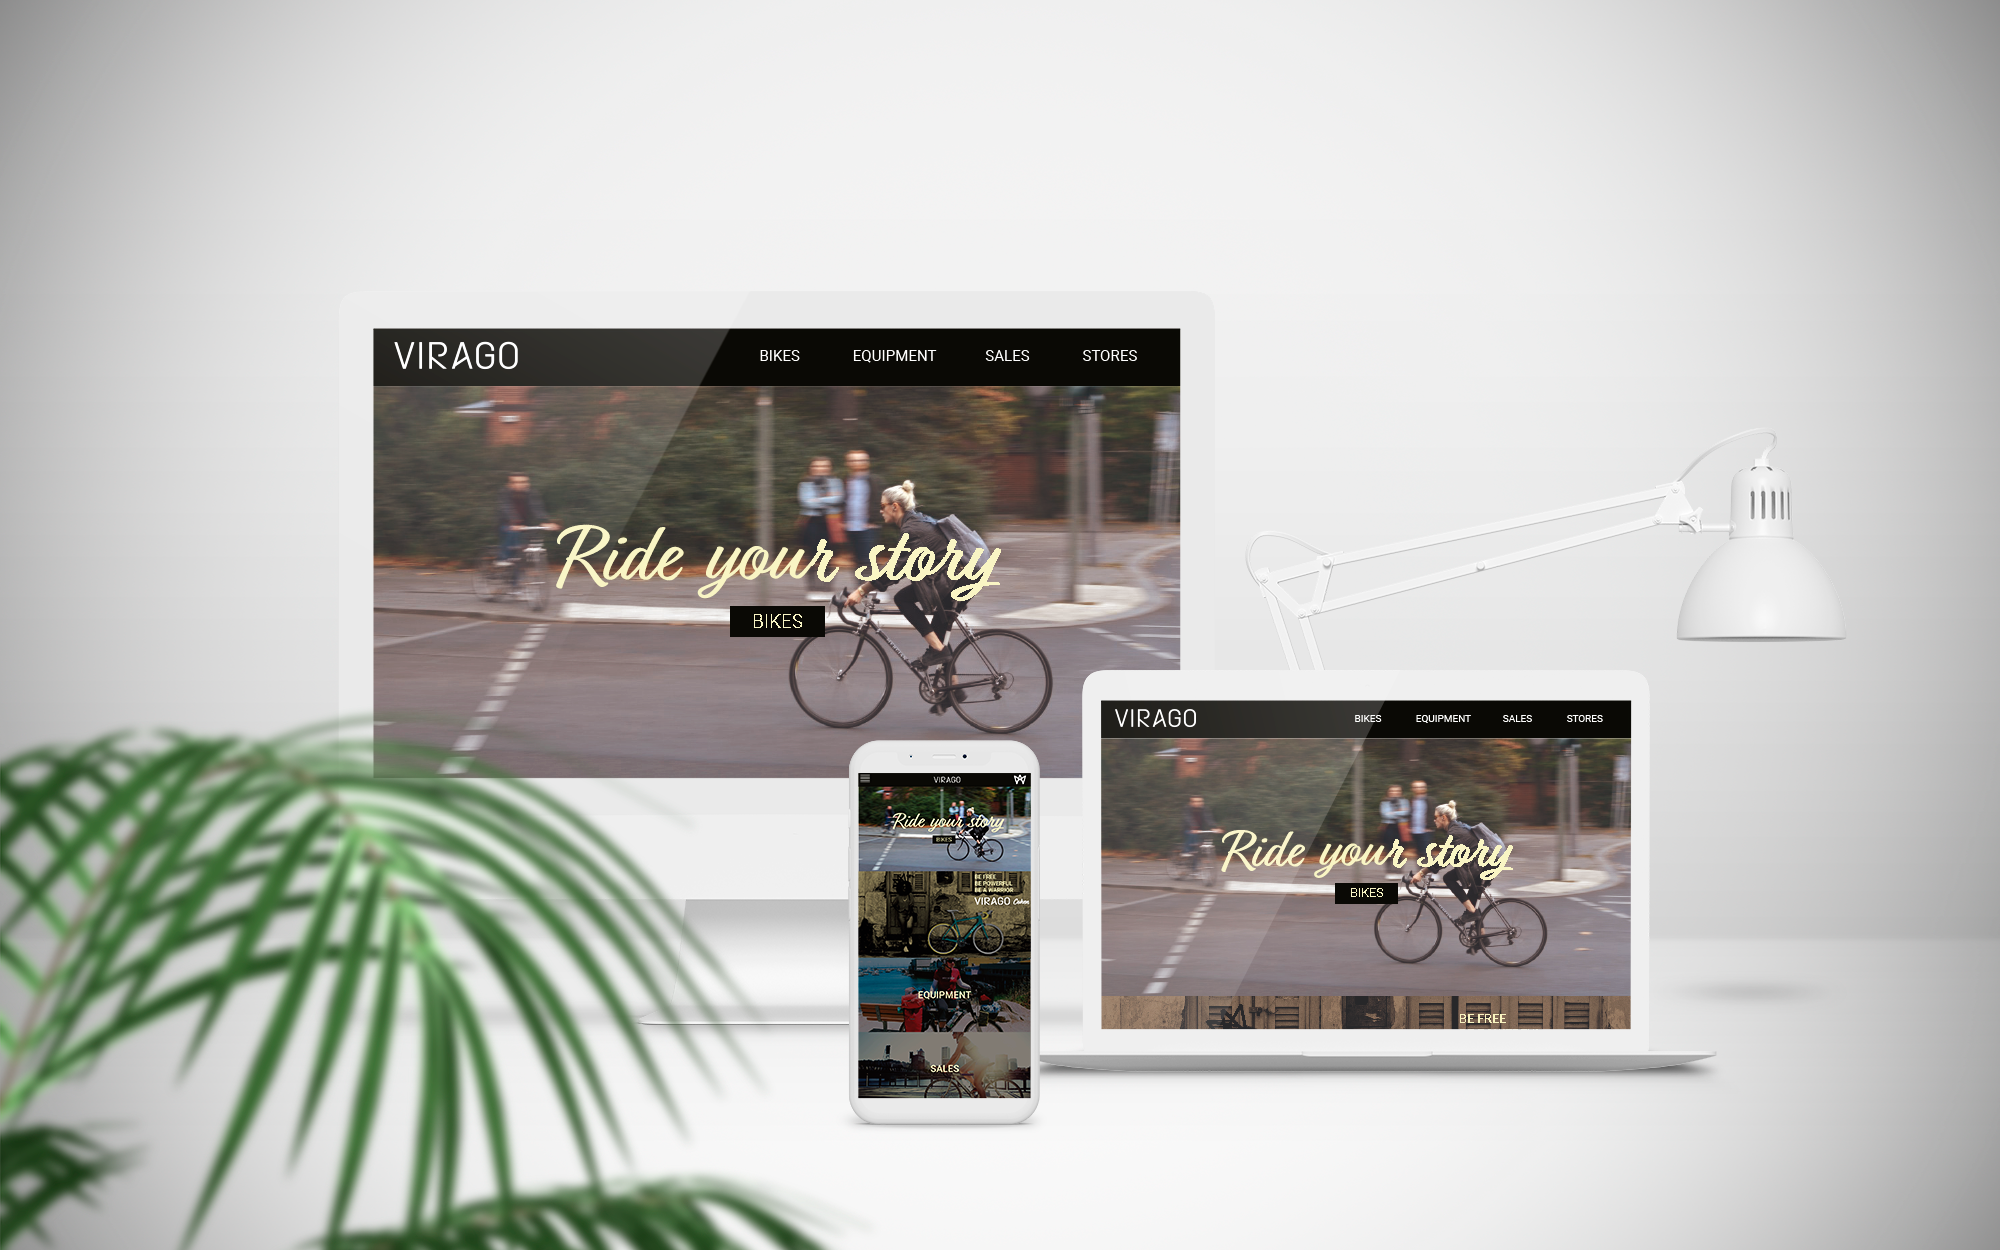 VIRAGO
BIKES EQUIPMENT SALES STORES
Ride your story
BIKES
VIRAGO
BIKES EQUIPMENT SALES STORES
Ride your story
BIKES
BE FREE
VIRAGO
Ride your story
BIKES
BE FREE
BE POWERFUL
BE A WARRIOR
VIRAGO
EQUIPMENT
SALES